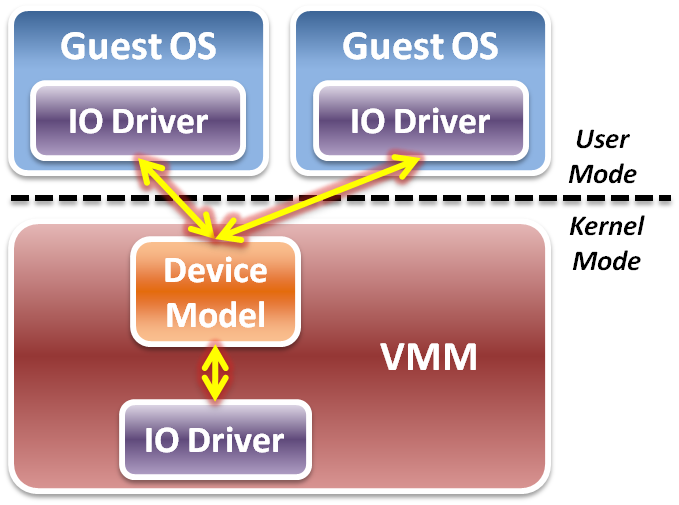 Guest OS
IO Driver
Guest OS
IO Driver
User
Mode
Kernel
Mode
Device
Model
VMM
IO Driver